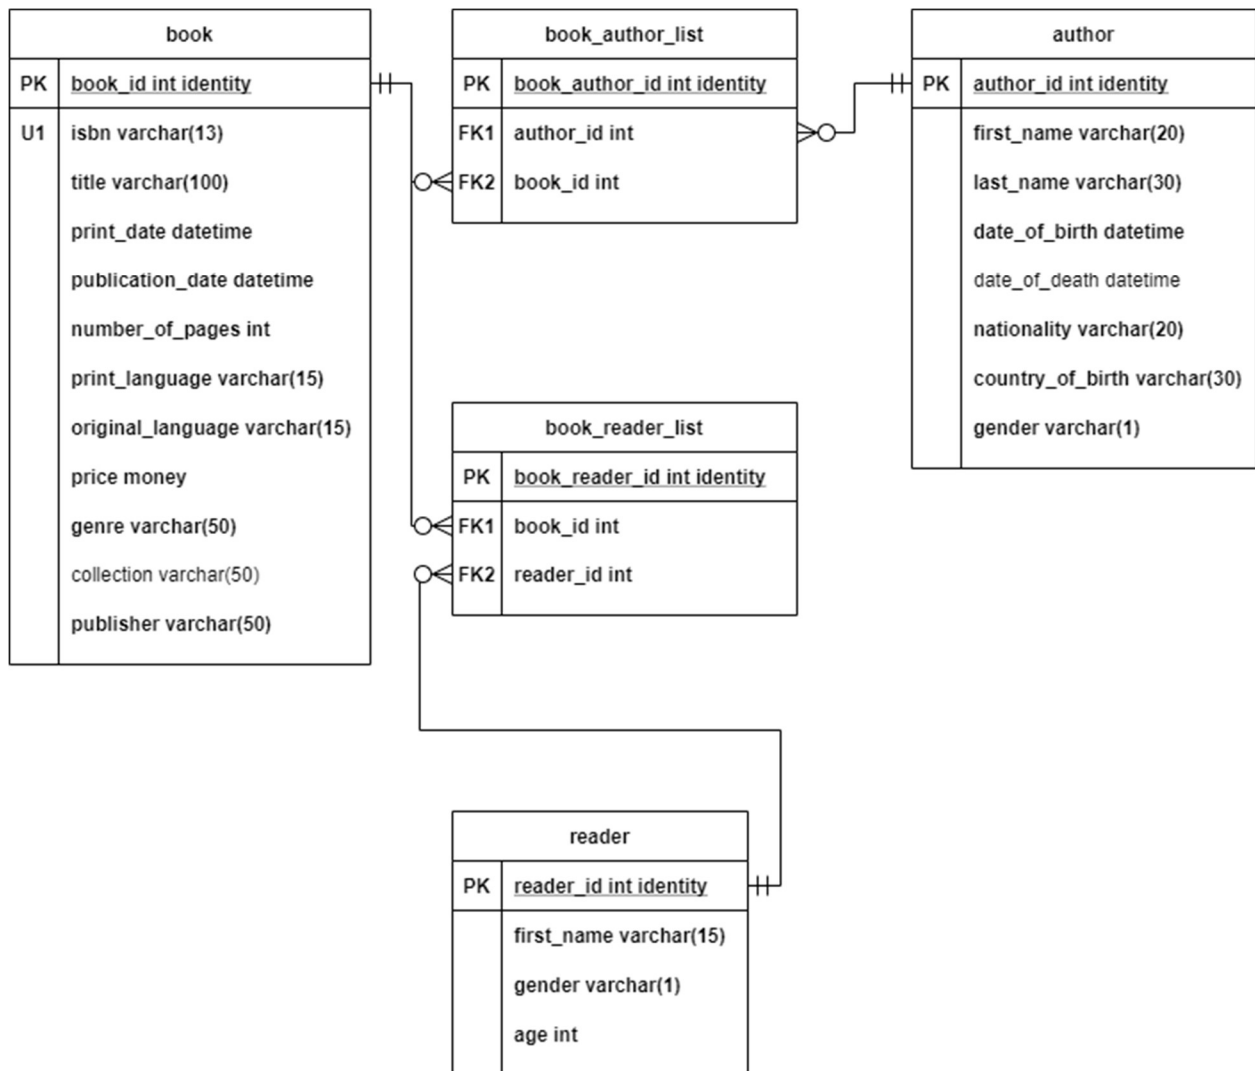 book
PK book_id int identity
U1 isbn varchar(13)
title varchar(100)
print_date datetime
publication_date datetime
number_of_pages int
print_language varchar(15)
original_language varchar(15)
price money
genre varchar(50)
collection varchar(50)
publisher varchar(50)
book_author_list
PK book_author_id int identity
FK1 author_id int
FK2 book_id int
author
PK author_id int identity
first_name varchar(20)
last_name varchar(30)
date_of_birth datetime
date_of_death datetime
nationality varchar(20)
country_of_birth varchar(30)
gender varchar(1)
book_reader_list
PK book_reader_id int identity
FK1 book_id int
FK2 reader_id int
reader
PK reader_id int identity
first_name varchar(15)
gender varchar(1)
age int